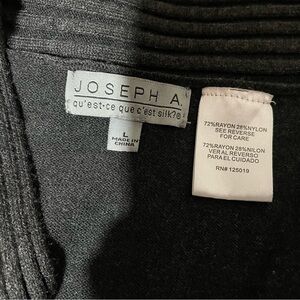 JOSEPH A.
qu'est-ce que c'est silk?®
L
MADE IN
CHINA
72%RAYON 28%NYLON
SEE REVERSE
FOR CARE
72%RAYON 28%NILON
VER AL REVERSO
PARA EL CUIDADO
RN# 125019